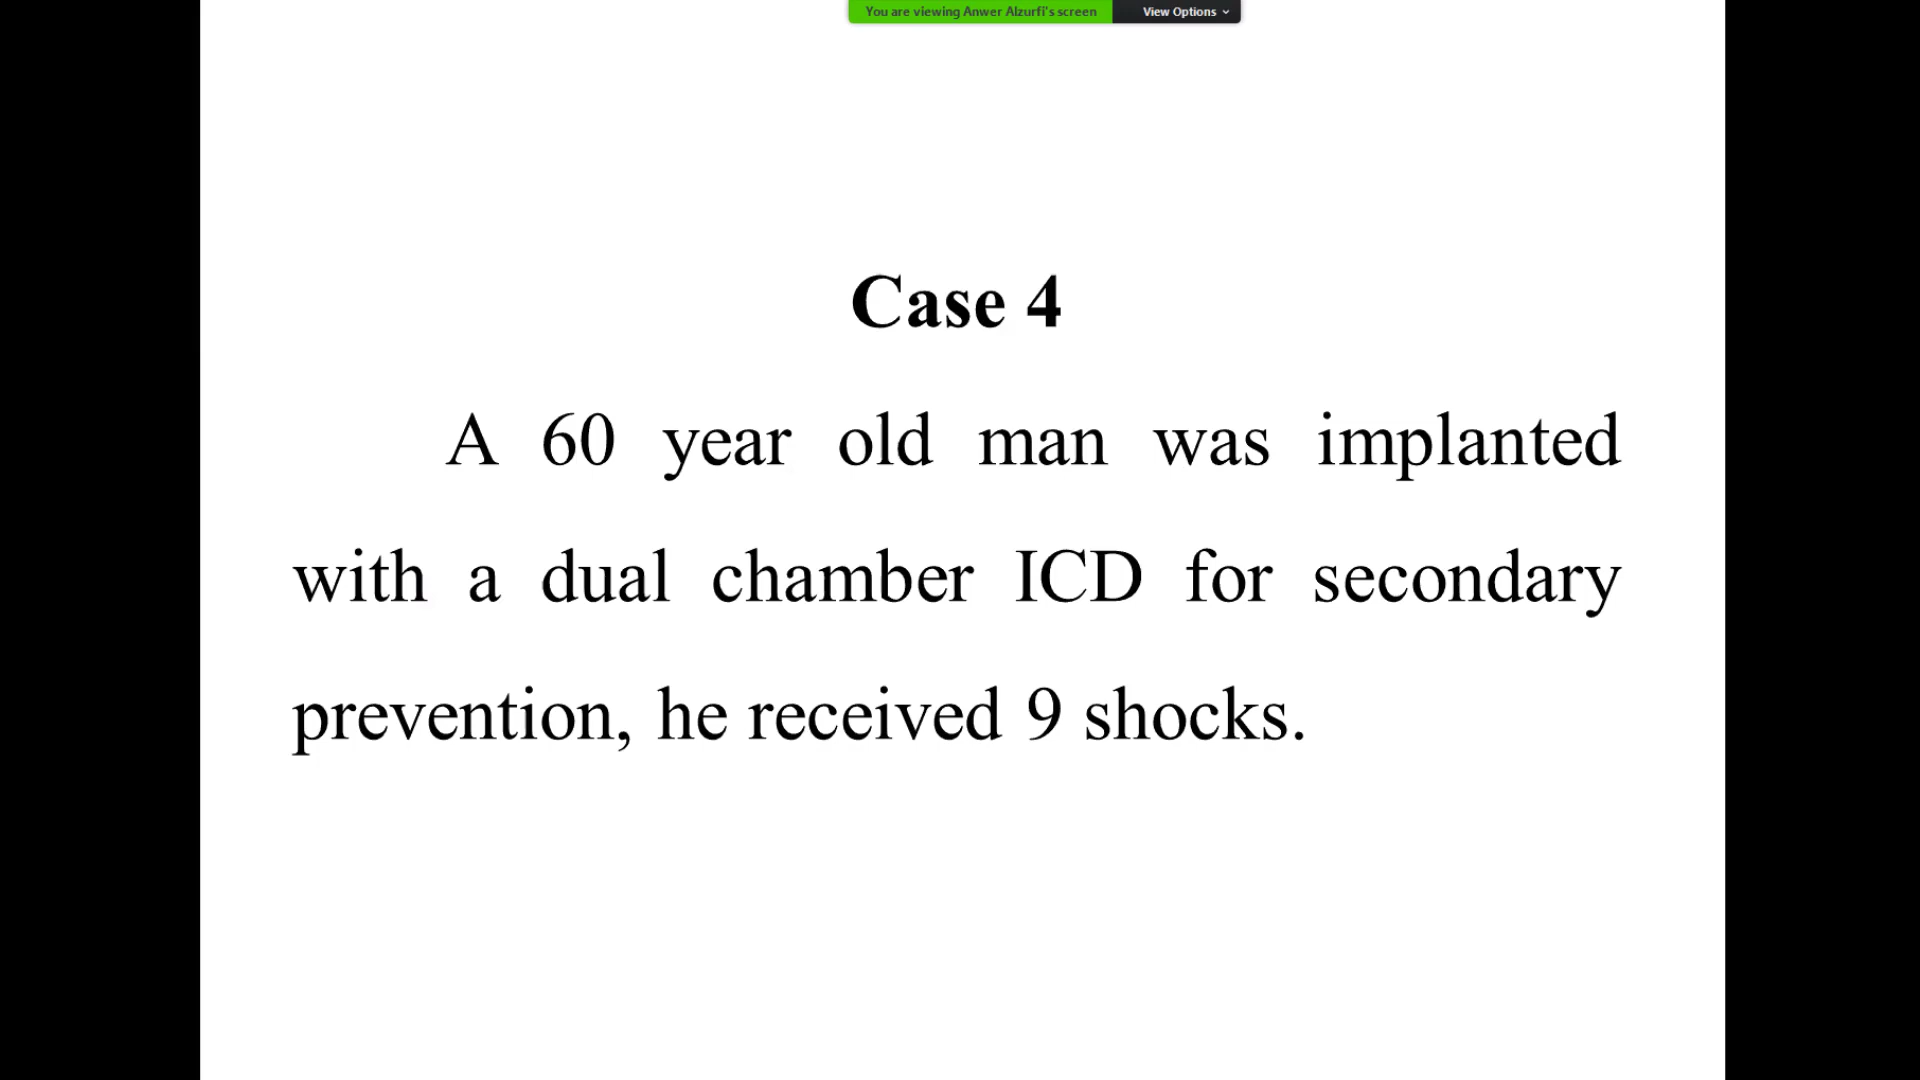 You are viewing Anwer Alzurfi's screen
View Options
Case 4
A 60 year old man was implanted
with a dual chamber ICD for secondary
prevention, he received 9 shocks.